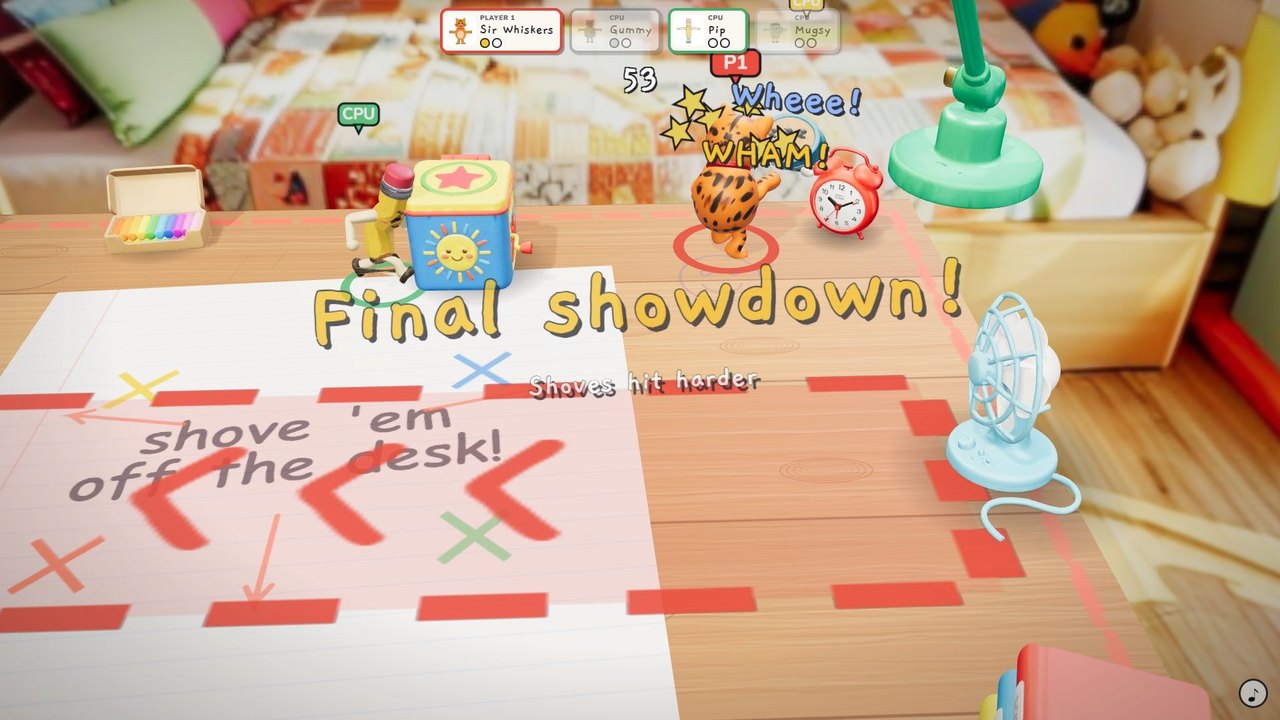 PLAYER 1
Sir Whiskers
CPU
Gummy
CPU
Pip
CPU
CPU
Mugsy
53
P1
Wheee!
CPU
WHAM!
Final showdown!
Shoves hit harder
shove 'em
off the desk!